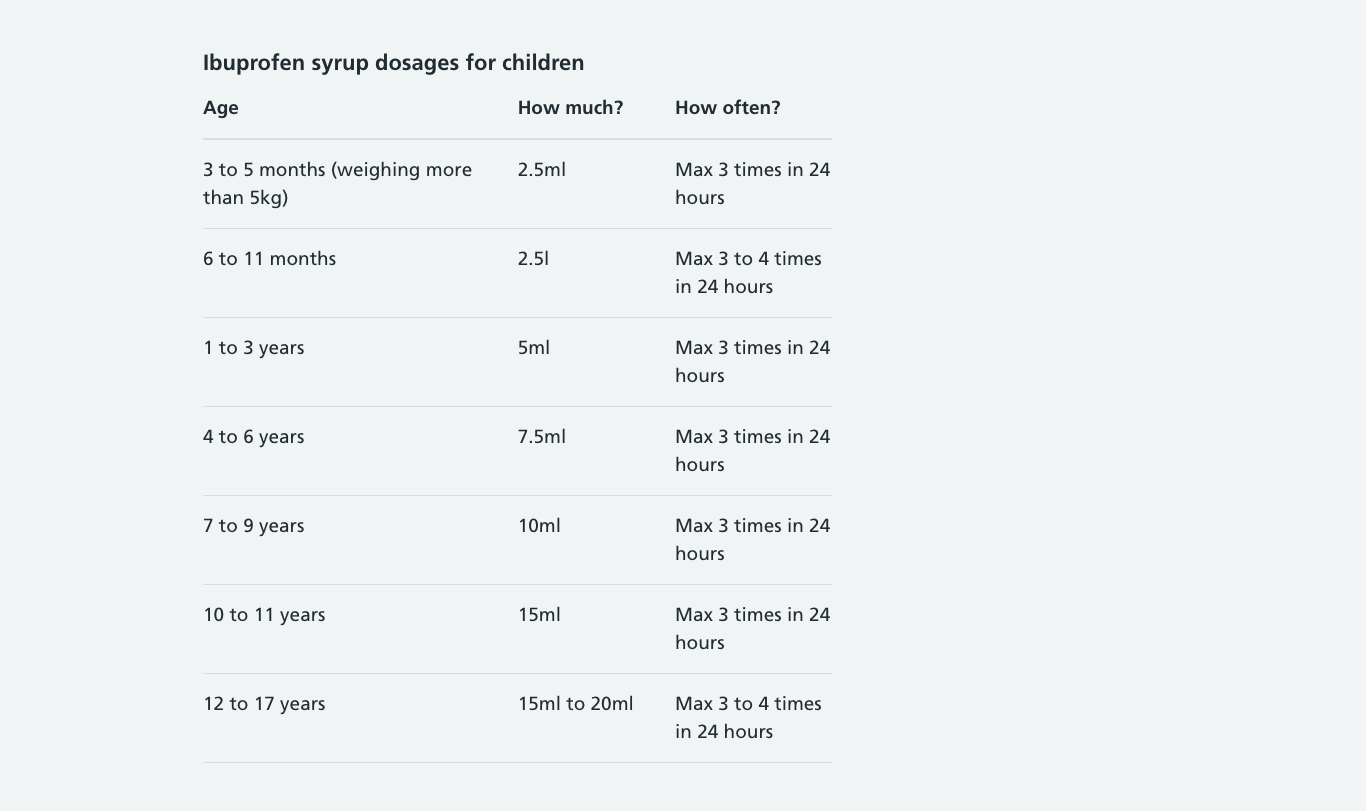 Ibuprofen syrup dosages for children
Age How much? How often?
3 to 5 months (weighing more 2.5ml Max 3 times in 24
than 5kg) hours
6 to 11 months 2.5l Max 3 to 4 times
in 24 hours
1 to 3 years 5ml Max 3 times in 24
hours
4 to 6 years 7.5ml Max 3 times in 24
hours
7 to 9 years 10ml Max 3 times in 24
hours
10 to 11 years 15ml Max 3 times in 24
hours
12 to 17 years 15ml to 20ml Max 3 to 4 times
in 24 hours